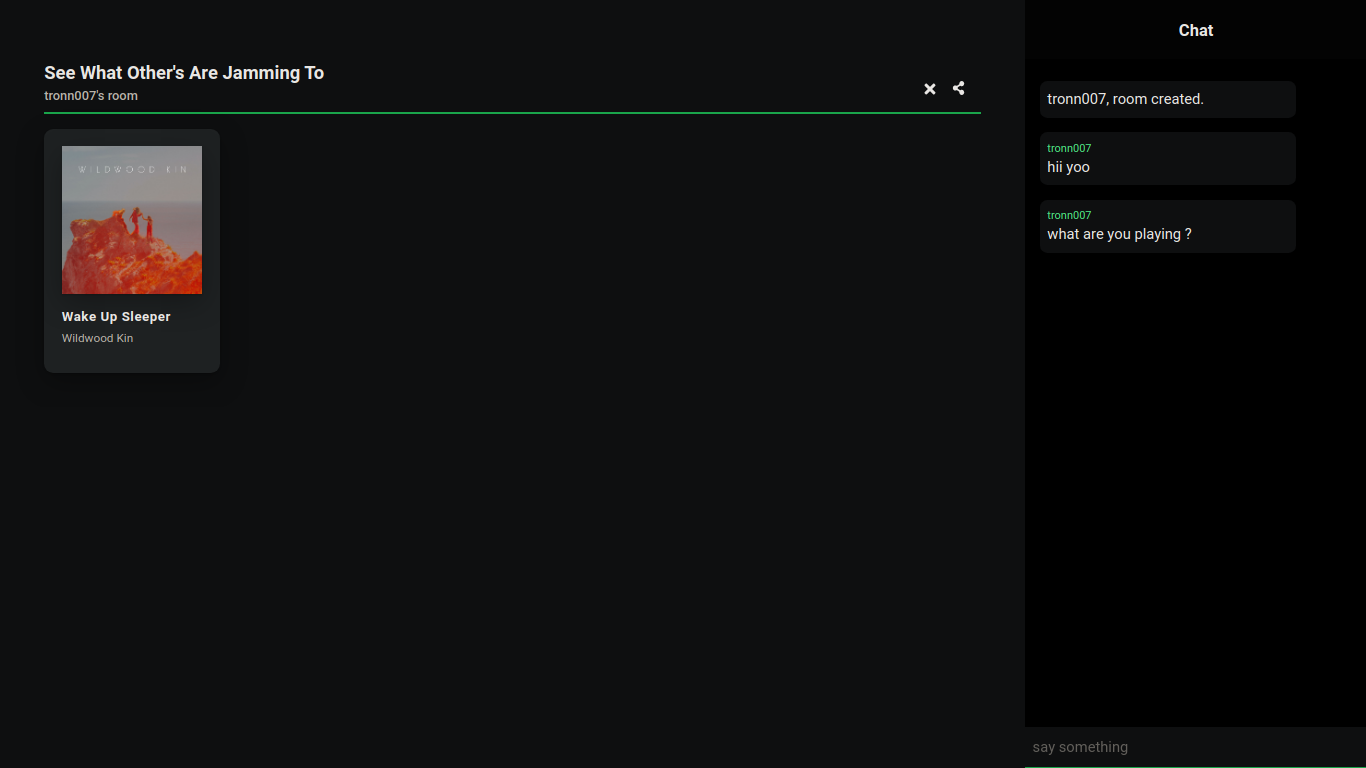 See What Other's Are Jamming To
tronn007's room
WILDWOOD KIN
Wake Up Sleeper
Wildwood Kin
Chat
tronn007, room created.
tronn007
hii yoo
tronn007
what are you playing ?
say something